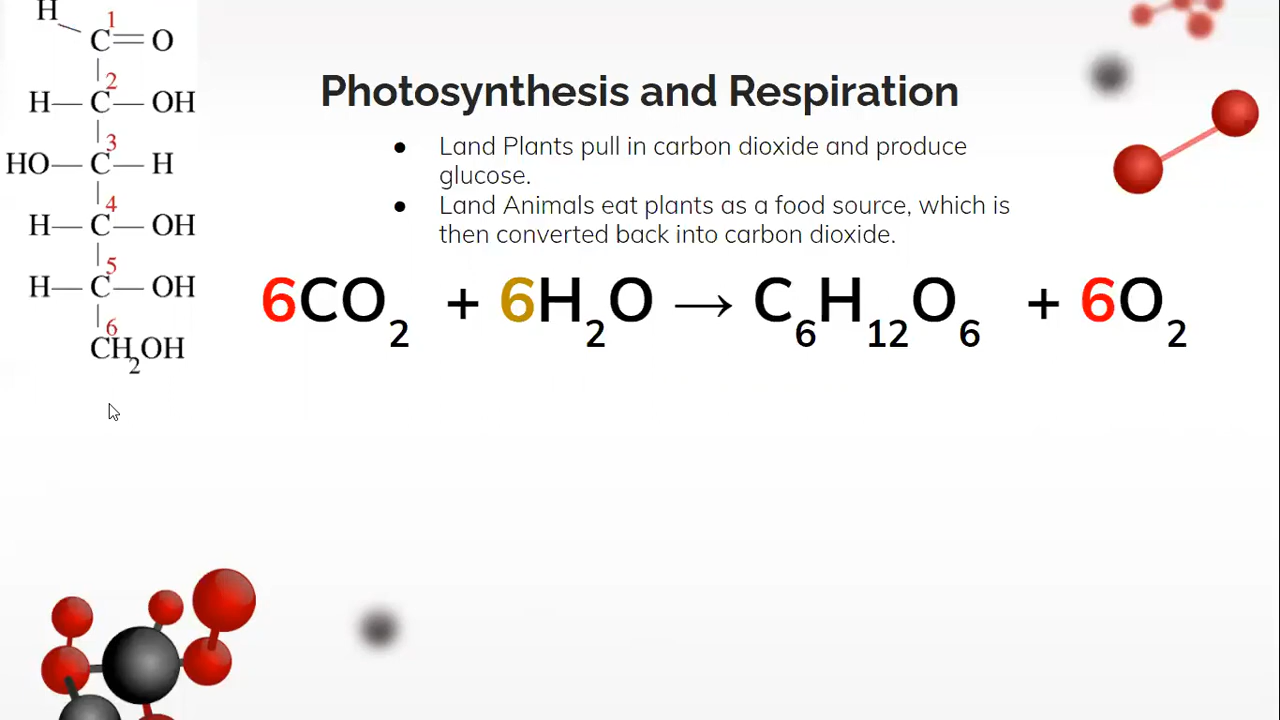 Photosynthesis and Respiration
● Land Plants pull in carbon dioxide and produce
glucose.
● Land Animals eat plants as a food source, which is
then converted back into carbon dioxide.
6CO₂ + 6H₂O → C₆H₁₂O₆ + 6O₂
H
1
C=O
2
H—C—OH
3
HO—C—H
4
H—C—OH
5
H—C—OH
6
CH₂OH